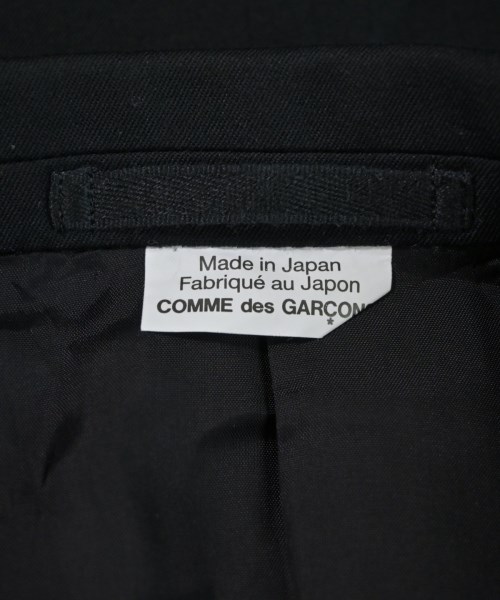 Made in Japan
Fabriqué au Japon
COMME des GARÇON